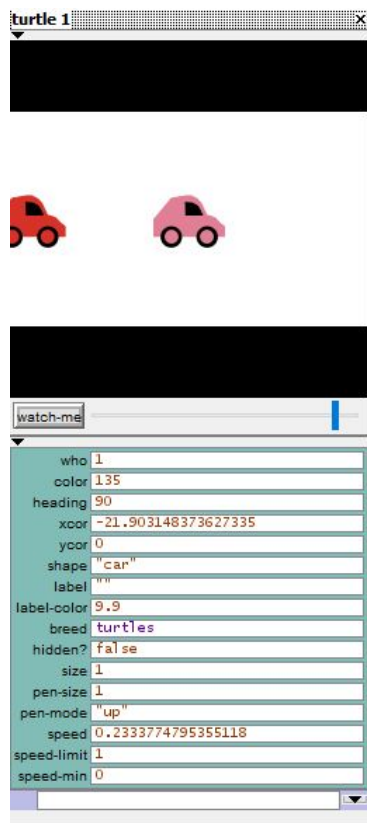 turtle 1 x
watch-me
who 1
color 135
heading 90
xcor -21.903148373627335
ycor 0
shape "car"
label ""
label-color 9.9
breed turtles
hidden? false
size 1
pen-size 1
pen-mode "up"
speed 0.2333774795355118
speed-limit 1
speed-min 0